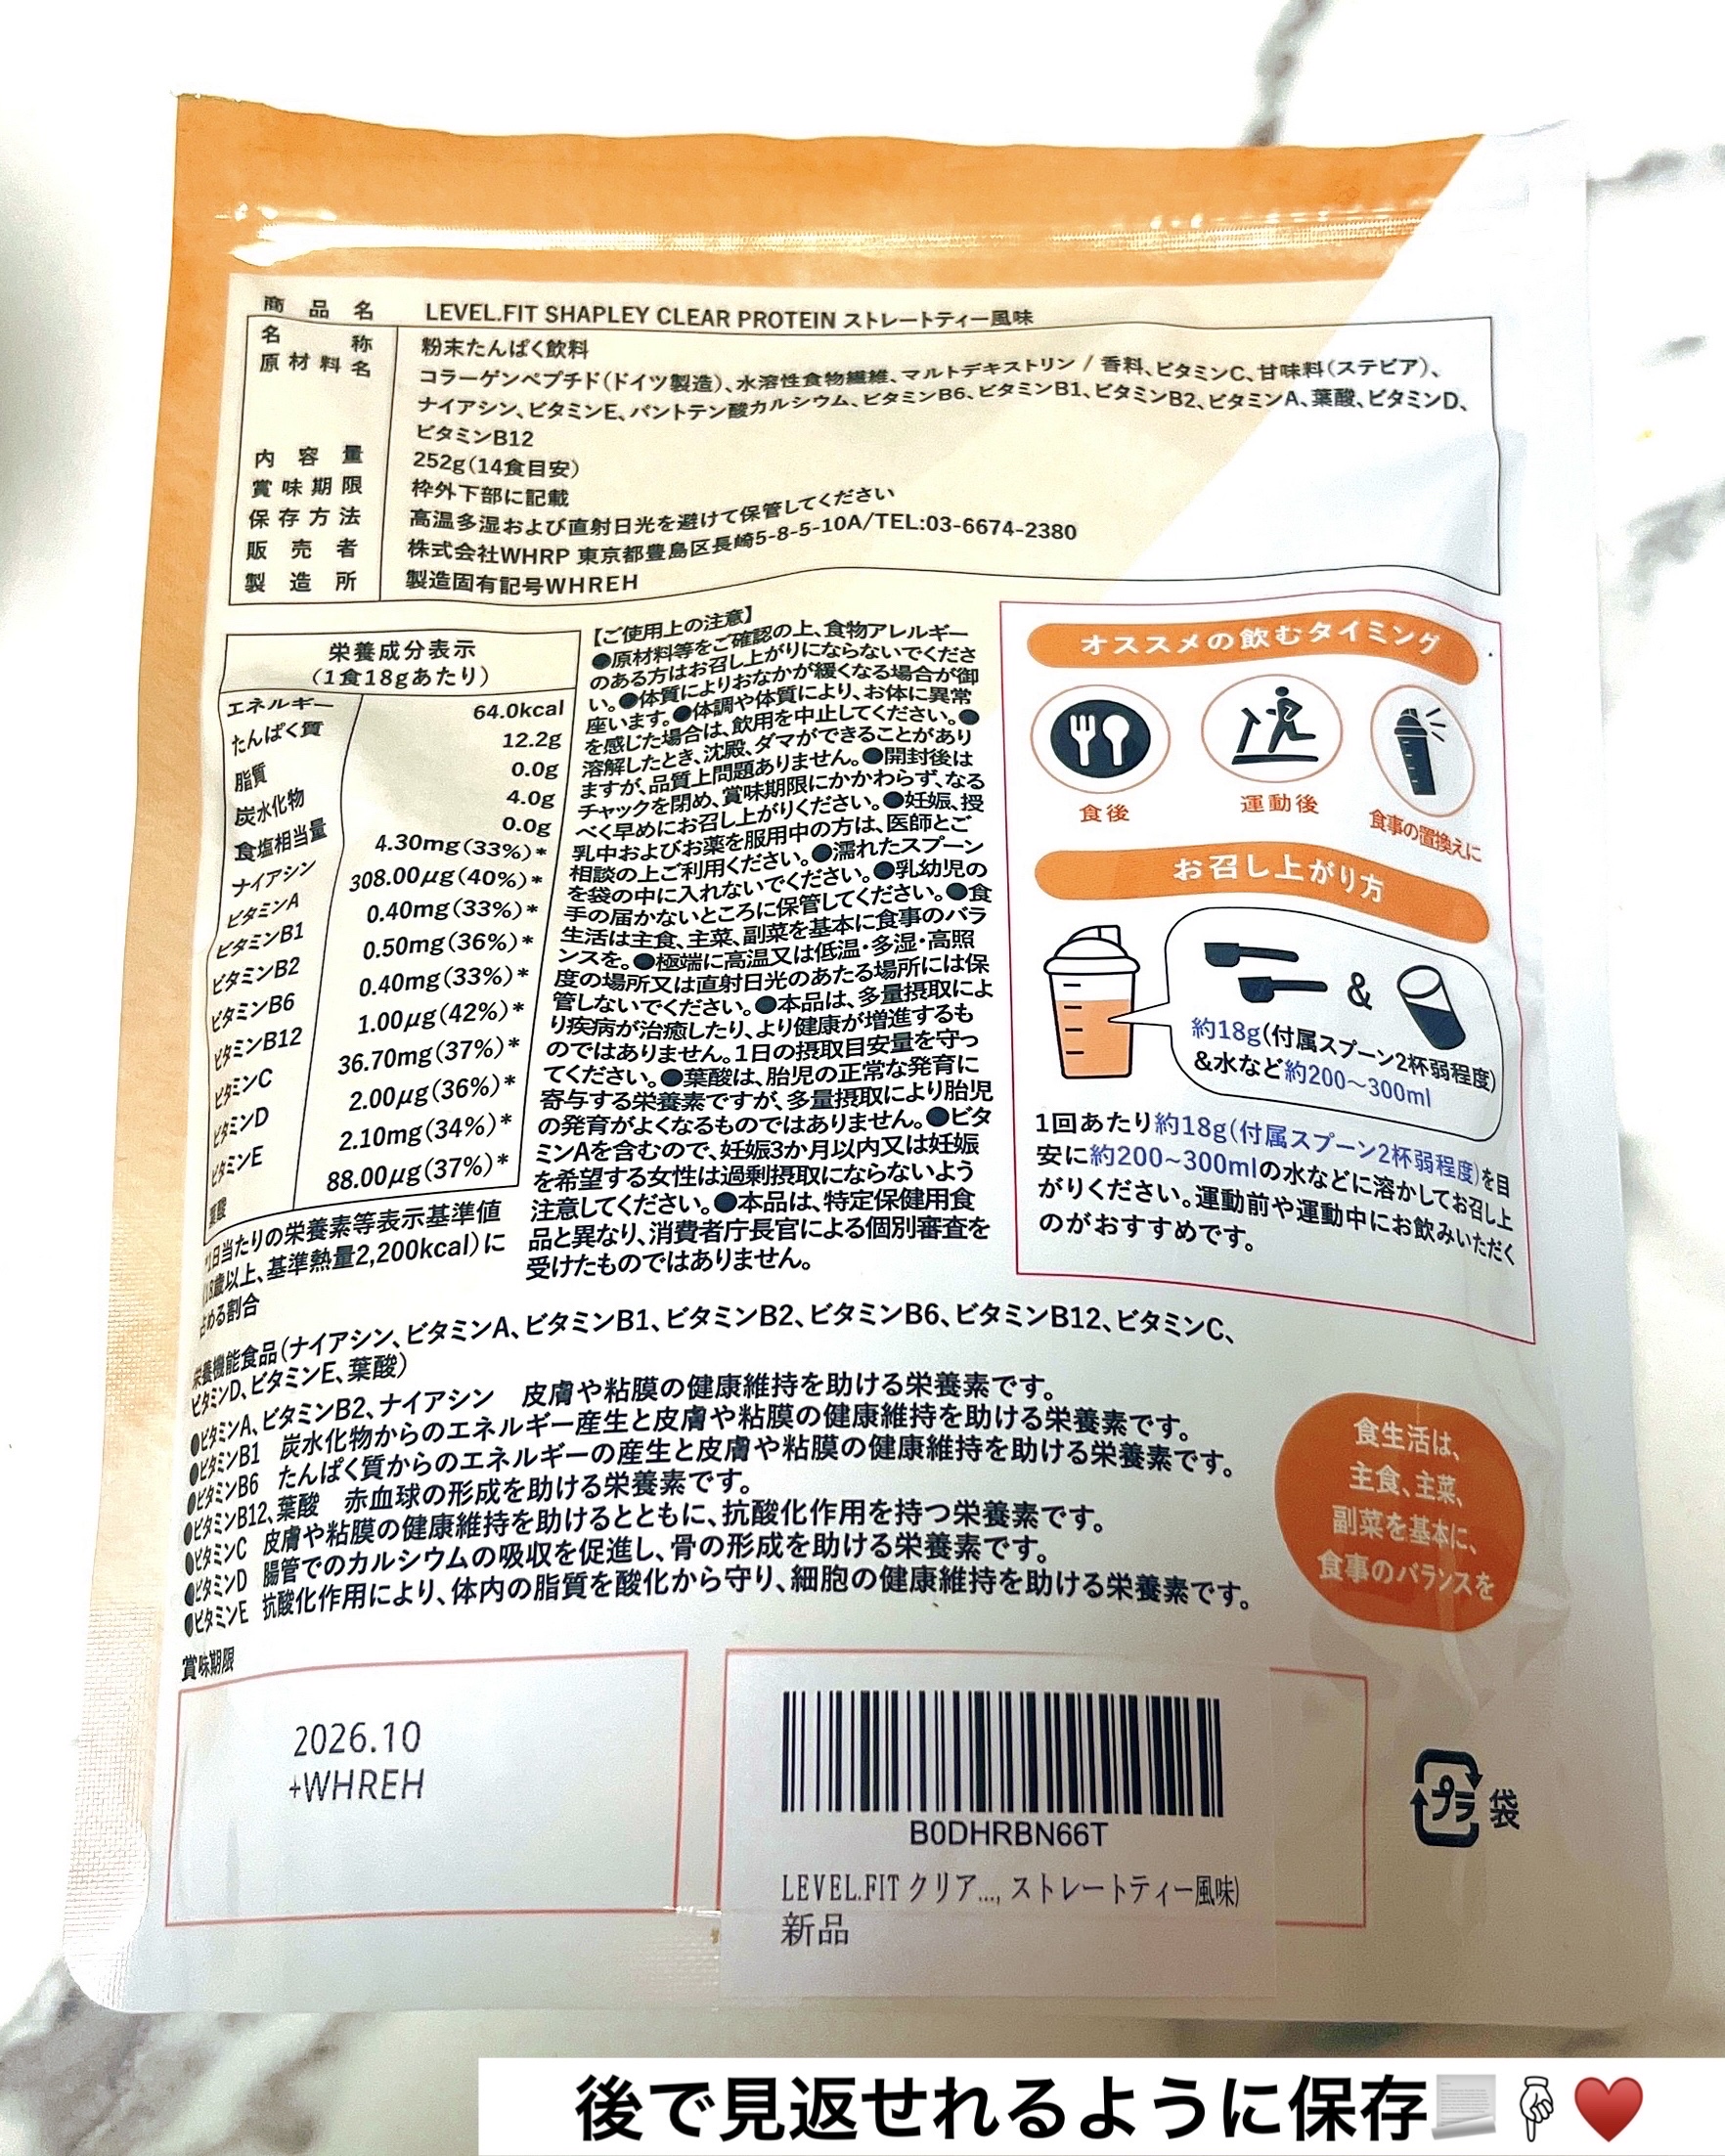 商品名 LEVEL.FIT SHAPLEY CLEAR PROTEIN ストレートティー風味
名称 粉末たんぱく飲料
原材料名 コラーゲンペプチド(ドイツ製造)、水溶性食物繊維、マルトデキストリン / 香料、ビタミンC、甘味料(ステビア)、
ナイアシン、ビタミンE、パントテン酸カルシウム、ビタミンB6、ビタミンB1、ビタミンB2、ビタミンA、葉酸、ビタミンD、
ビタミンB12
内容量 252g(14食目安)
賞味期限 枠外下部に記載
保存方法 高温多湿および直射日光を避けて保管してください
販売者 株式会社WHRP 東京都豊島区長崎5-8-5-10A/TEL:03-6674-2380
製造所 製造固有記号WHREH
栄養成分表示
(1食18gあたり)
エネルギー 64.0kcal
たんぱく質 12.2g
脂質 0.0g
炭水化物 4.0g
食塩相当量 0.0g
ナイアシン 4.30mg(33%)*
ビタミンA 308.00μg(40%)*
ビタミンB1 0.40mg(33%)*
ビタミンB2 0.50mg(36%)*
ビタミンB6 0.40mg(33%)*
ビタミンB12 1.00μg(42%)*
ビタミンC 36.70mg(37%)*
ビタミンD 2.00μg(36%)*
ビタミンE 2.10mg(34%)*
葉酸 88.00μg(37%)*
*1日当たりの栄養素等表示基準値
(18歳以上、基準熱量2,200kcal)に
占める割合
【ご使用上の注意】
●原材料等をご確認の上、食物アレルギー
のある方はお召し上がりにならないでくださ
い。●体質によりおなかが緩くなる場合が御
座います。●体調や体質により、お体に異常
を感じた場合は、飲用を中止してください。●
溶解したとき、沈殿、ダマができることがあり
ますが、品質上問題ありません。●開封後は
チャックを閉め、賞味期限にかかわらず、なる
べく早めにお召し上がりください。●妊娠、授
乳中およびお薬を服用中の方は、医師とご
相談の上ご利用ください。●濡れたスプーン
を袋の中に入れないでください。●乳幼児の
手の届かないところに保管してください。●食
生活は主食、主菜、副菜を基本に食事のバラ
ンスを。●極端に高温又は低温・多湿・高照
度の場所又は直射日光のあたる場所には保
管しないでください。●本品は、多量摂取によ
り疾病が治癒したり、より健康が増進するも
のではありません。1日の摂取目安量を守っ
てください。●葉酸は、胎児の正常な発育に
寄与する栄養素ですが、多量摂取により胎児
の発育がよくなるものではありません。●ビタ
ミンAを含むので、妊娠3か月以内又は妊娠
を希望する女性は過剰摂取にならないよう
注意してください。●本品は、特定保健用食
品と異なり、消費者庁長官による個別審査を
受けたものではありません。
オススメの飲むタイミング
食後 運動後 食事の置換えに
お召し上がり方
&
約18g(付属スプーン2杯弱程度)
&水など約200〜300ml
1回あたり約18g(付属スプーン2杯弱程度)を目
安に約200~300mlの水などに溶かしてお召し上
がりください。運動前や運動中にお飲みいただく
のがおすすめです。
栄養機能食品(ナイアシン、ビタミンA、ビタミンB1、ビタミンB2、ビタミンB6、ビタミンB12、ビタミンC、
ビタミンD、ビタミンE、葉酸)
●ビタミンA、ビタミンB2、ナイアシン 皮膚や粘膜の健康維持を助ける栄養素です。
●ビタミンB1 炭水化物からのエネルギー産生と皮膚や粘膜の健康維持を助ける栄養素です。
●ビタミンB6 たんぱく質からのエネルギーの産生と皮膚や粘膜の健康維持を助ける栄養素です。
●ビタミンB12、葉酸 赤血球の形成を助ける栄養素です。
●ビタミンC 皮膚や粘膜の健康維持を助けるとともに、抗酸化作用を持つ栄養素です。
●ビタミンD 腸管でのカルシウムの吸収を促進し、骨の形成を助ける栄養素です。
●ビタミンE 抗酸化作用により、体内の脂質を酸化から守り、細胞の健康維持を助ける栄養素です。
食生活は、
主食、主菜、
副菜を基本に、
食事のバランスを
賞味期限
2026.10
+WHREH
B0DHRBN66T
LEVEL.FIT クリア..., ストレートティー風味)
新品
プラ 袋
後で見返せれるように保存📃👇♥️